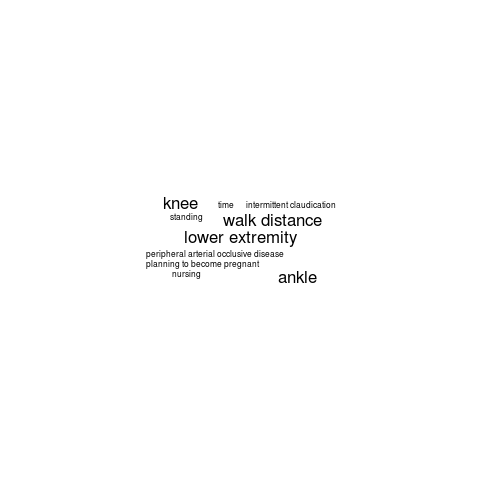 knee time intermittent claudication
standing walk distance
lower extremity
peripheral arterial occlusive disease
planning to become pregnant
nursing ankle